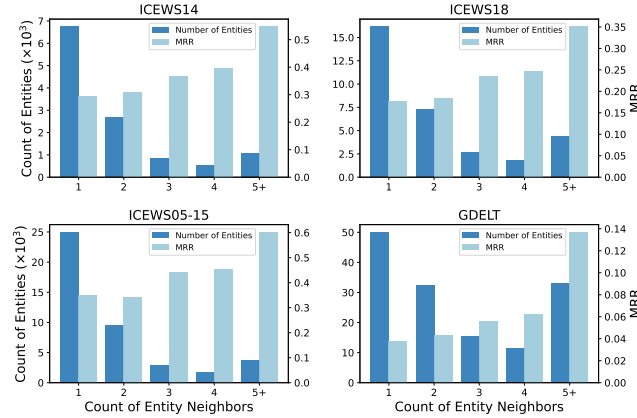 ICEWS14
Count of Entities (×10³)
7
6
5
4
3
2
1
0
Number of Entities
MRR
0.5
0.4
0.3
0.2
0.1
0.0
1 2 3 4 5+
ICEWS18
15.0
12.5
10.0
7.5
5.0
2.5
0.0
Number of Entities
MRR
0.35
0.30
0.25
0.20
0.15
0.10
0.05
0.00
MRR
1 2 3 4 5+
ICEWS05-15
Count of Entities (×10³)
25
20
15
10
5
0
Number of Entities
MRR
0.6
0.5
0.4
0.3
0.2
0.1
0.0
1 2 3 4 5+
Count of Entity Neighbors
GDELT
50
40
30
20
10
0
Number of Entities
MRR
0.14
0.12
0.10
0.08
0.06
0.04
0.02
0.00
MRR
1 2 3 4 5+
Count of Entity Neighbors